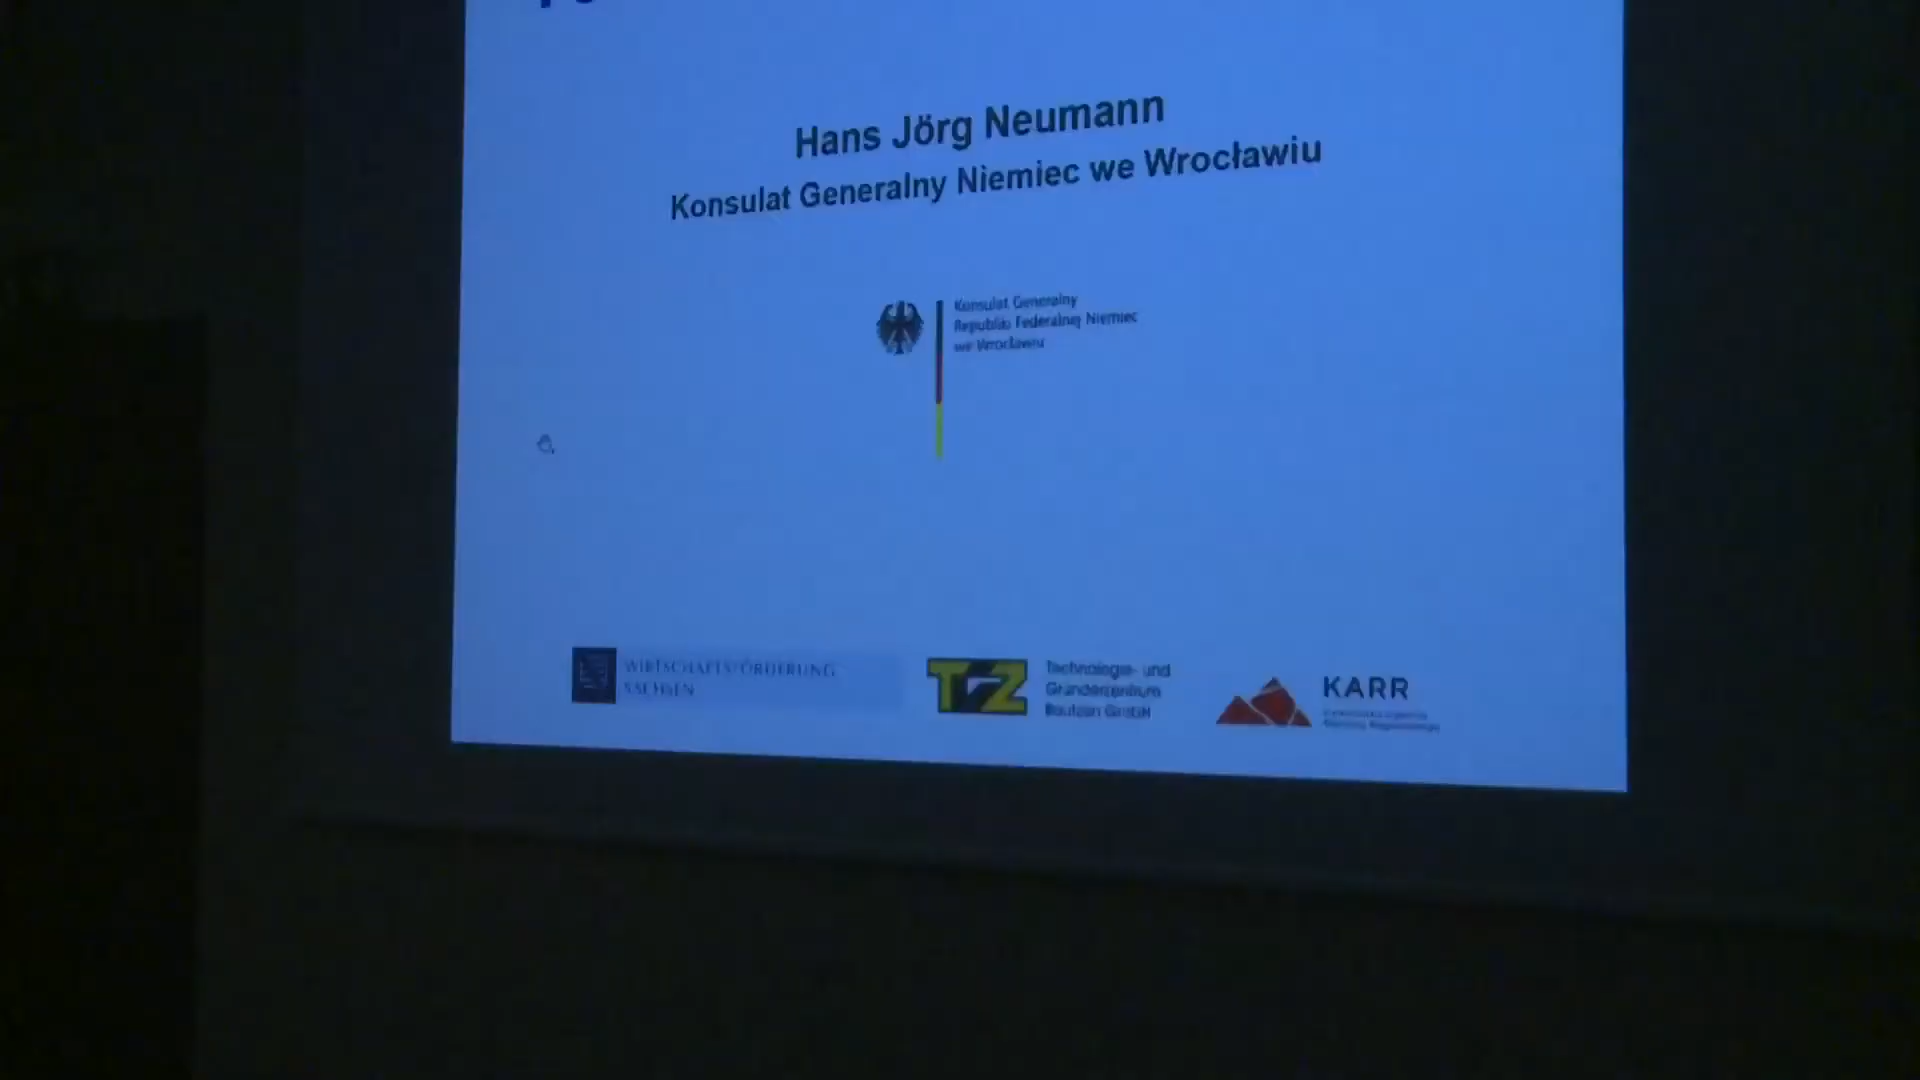 Hans Jörg Neumann
Konsulat Generalny Niemiec we Wrocławiu
Konsulat Generalny
Republiki Federalnej Niemiec
we Wrocławiu
WIRTSCHAFTSFÖRDERUNG
SACHSEN
TGZ
Technologie- und
Gründerzentrum
Bautzen GmbH
KARR